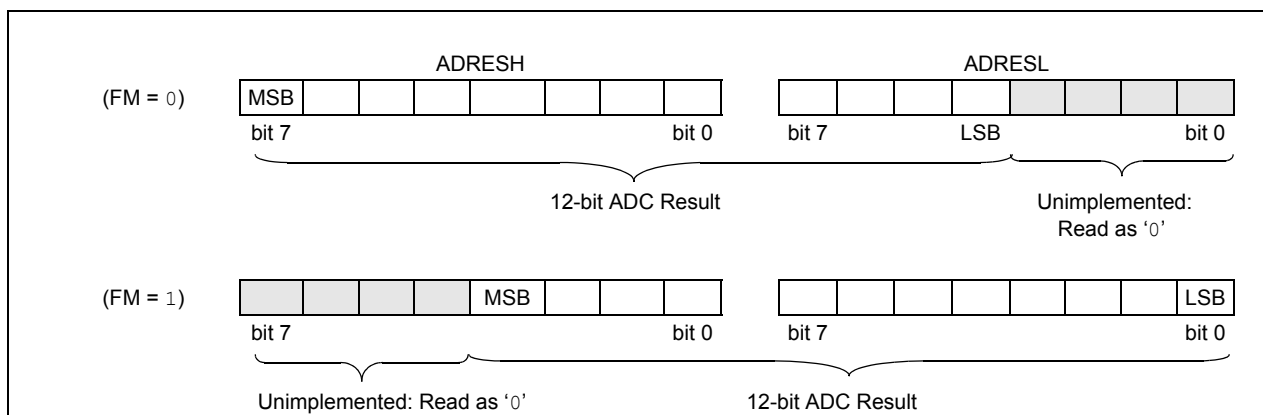 ADRESH ADRESL
(FM = 0) MSB
bit 7 bit 0 bit 7 LSB bit 0
12-bit ADC Result Unimplemented:
Read as ‘0’
(FM = 1) MSB LSB
bit 7 bit 0 bit 7 bit 0
Unimplemented: Read as ‘0’ 12-bit ADC Result